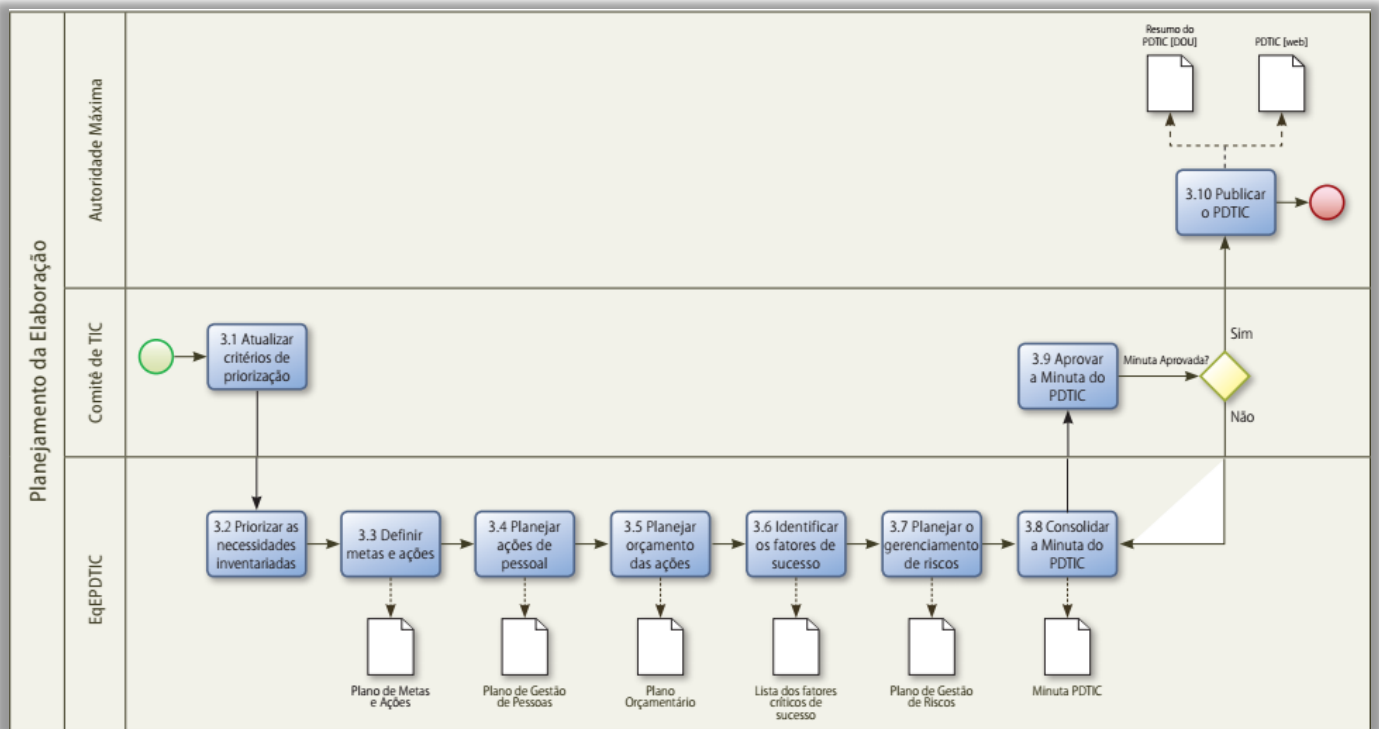 Planejamento da Elaboração
Autoridade Máxima
Resumo do
PDTIC [DOU]
PDTIC [web]
3.10 Publicar
o PDTIC
Comitê de TIC
3.1 Atualizar
critérios de
priorização
3.9 Aprovar
a Minuta do
PDTIC
Minuta Aprovada?
Sim
Não
EqEPDTIC
3.2 Priorizar as
necessidades
inventariadas
3.3 Definir
metas e ações
3.4 Planejar
ações de
pessoal
3.5 Planejar
orçamento
das ações
3.6 Identificar
os fatores de
sucesso
3.7 Planejar o
gerenciamento
de riscos
3.8 Consolidar
a Minuta do
PDTIC
Plano de Metas
e Ações
Plano de Gestão
de Pessoas
Plano
Orçamentário
Lista dos fatores
críticos de
sucesso
Plano de Gestão
de Riscos
Minuta PDTIC